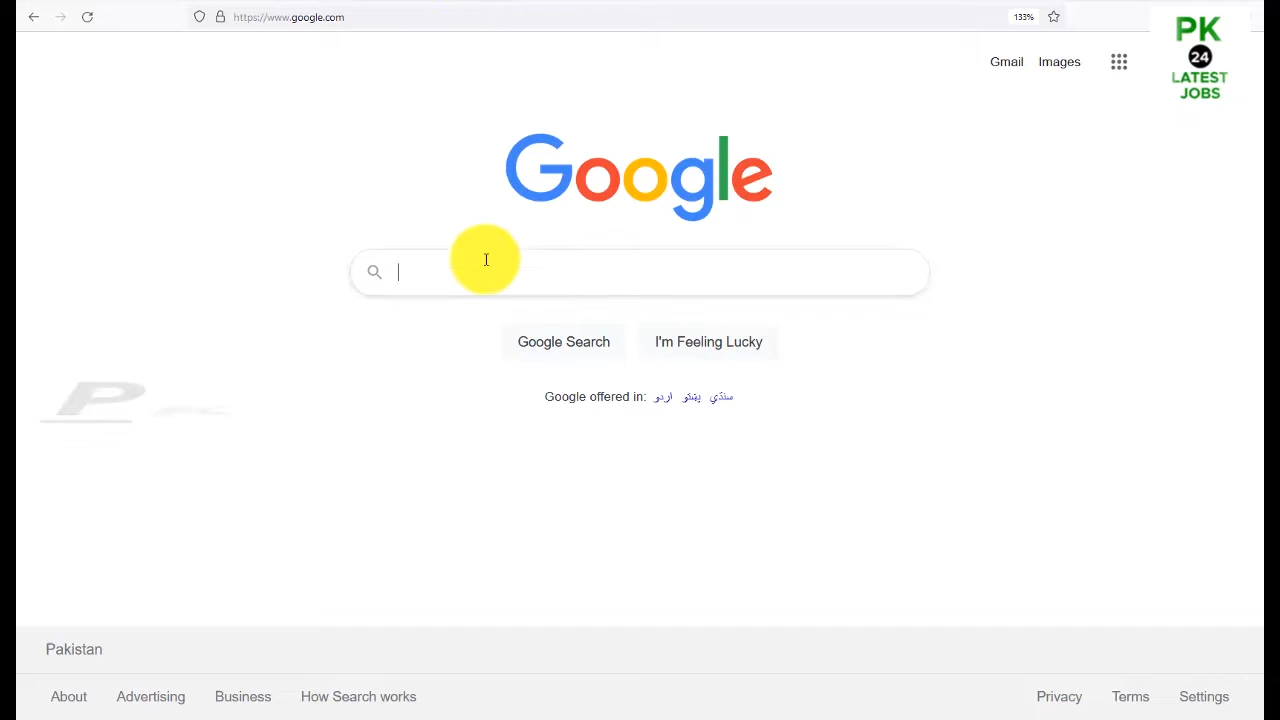 https://www.google.com
133%
PK
24
LATEST
JOBS
Gmail Images
Google
Google Search I'm Feeling Lucky
Google offered in: اردو پښتو سنڌي
P
Pakistan
About Advertising Business How Search works Privacy Terms Settings